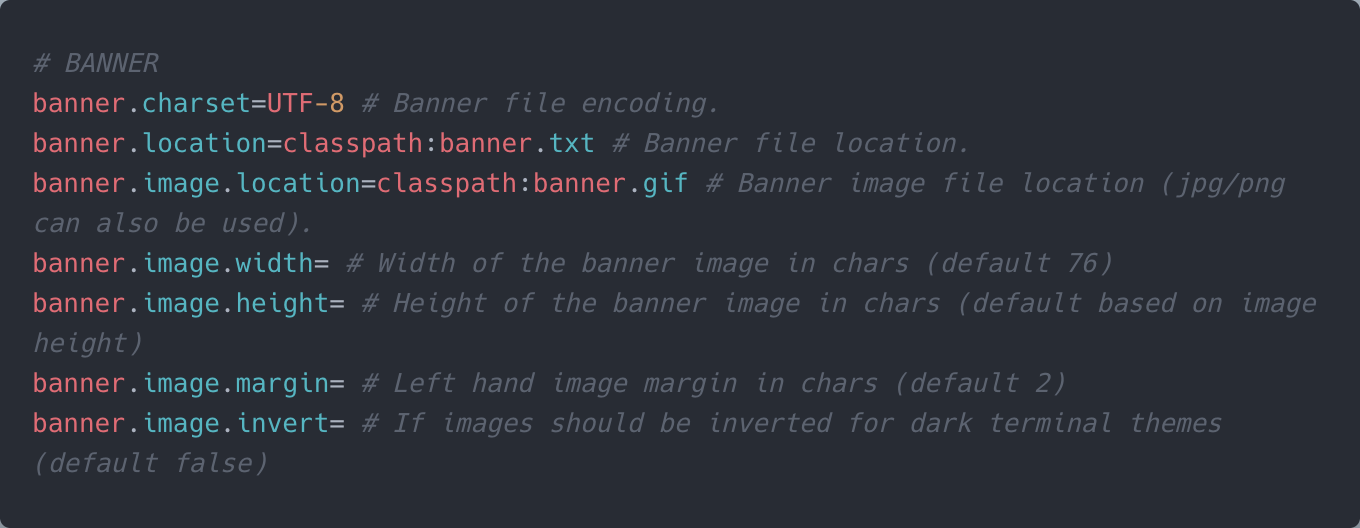 # BANNER
banner.charset=UTF-8 # Banner file encoding.
banner.location=classpath:banner.txt # Banner file location.
banner.image.location=classpath:banner.gif # Banner image file location (jpg/png
can also be used).
banner.image.width= # Width of the banner image in chars (default 76)
banner.image.height= # Height of the banner image in chars (default based on image
height)
banner.image.margin= # Left hand image margin in chars (default 2)
banner.image.invert= # If images should be inverted for dark terminal themes
(default false)